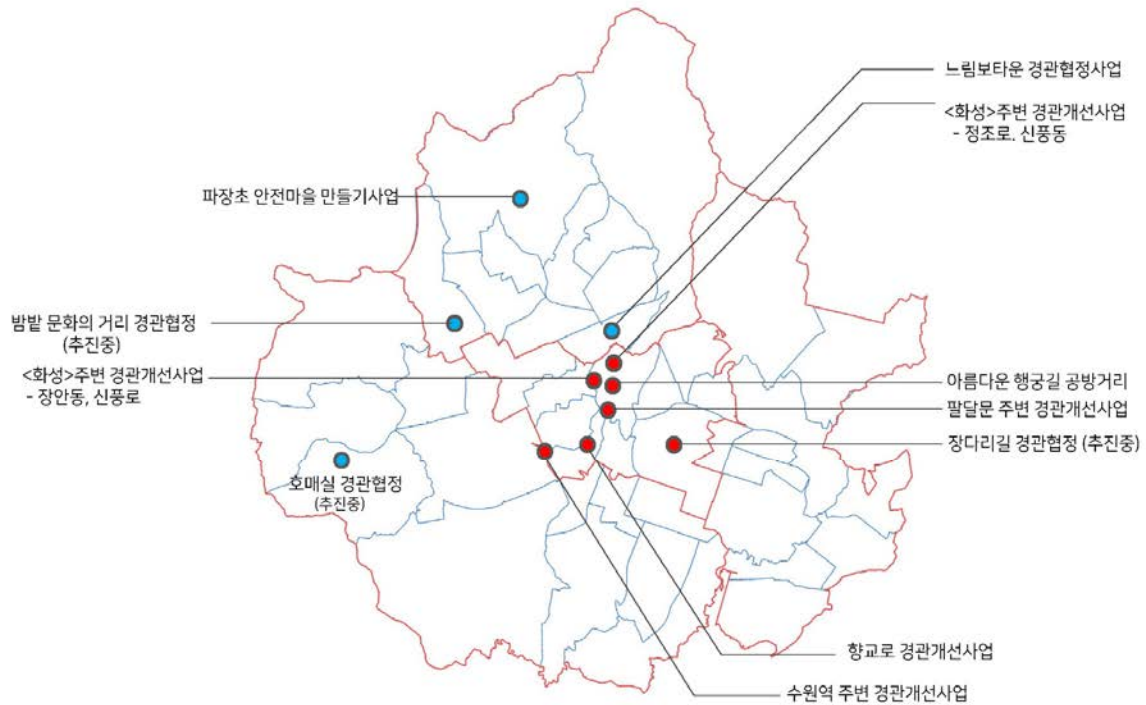 느림보타운 경관협정사업
<화성>주변 경관개선사업
- 정조로, 신풍동
파장초 안전마을 만들기사업
밤밭 문화의 거리 경관협정
(추진중)
<화성>주변 경관개선사업
- 장안동, 신풍로
아름다운 행궁길 공방거리
팔달문 주변 경관개선사업
장다리길 경관협정 (추진중)
호매실 경관협정
(추진중)
향교로 경관개선사업
수원역 주변 경관개선사업